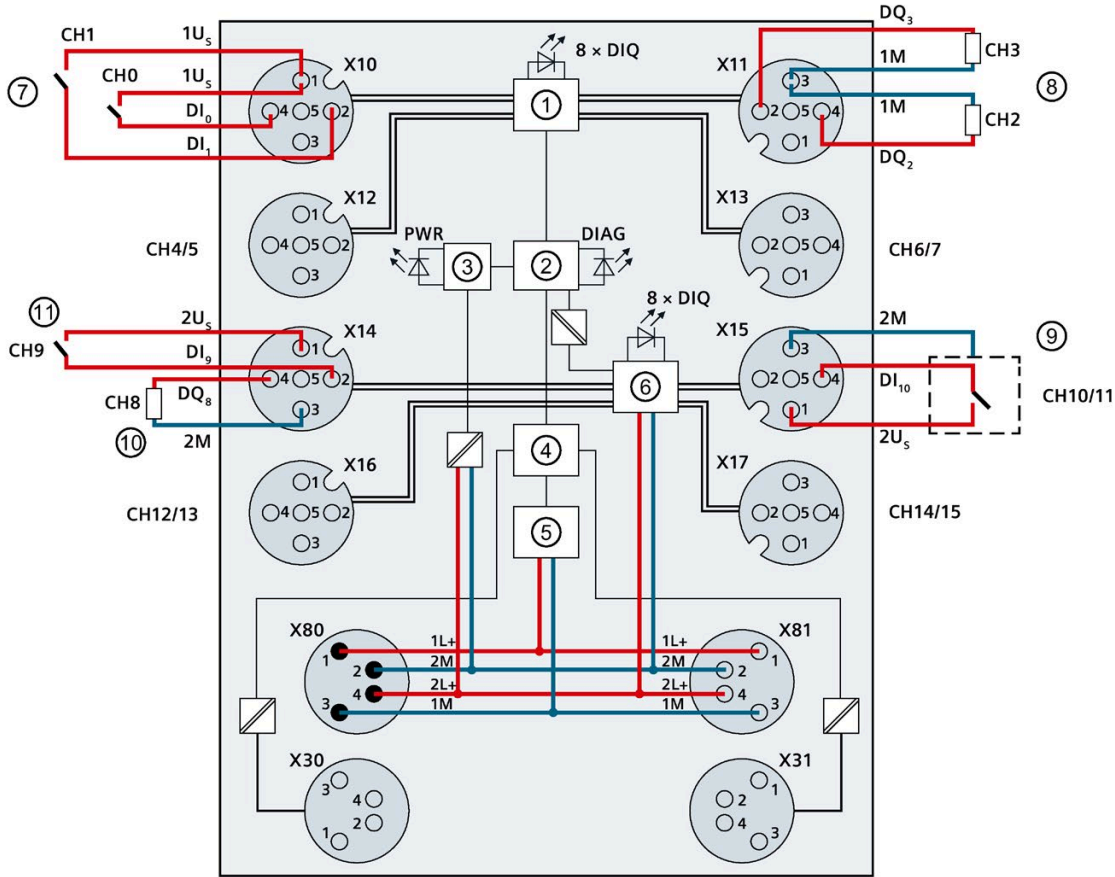 CH1
1Us
CH0
1Us
DI0
DI1
⑦
X10
1
4
5
2
3
8 × DIQ
①
X11
3
2
5
4
1
DQ3
1M
CH3
1M
CH2
DQ2
⑧
X12
1
4
5
2
3
CH4/5
PWR
③
②
DIAG
X13
3
2
5
4
1
CH6/7
⑪
CH9
2Us
DI9
CH8
DQ8
2M
⑩
X14
1
4
5
2
3
8 × DIQ
⑥
X15
3
2
5
4
1
2M
⑨
DI10
CH10/11
2Us
④
X16
1
4
5
2
3
CH12/13
⑤
X17
3
2
5
4
1
CH14/15
X80
1
2
4
3
1L+
2M
2L+
1M
1L+
2M
2L+
1M
X81
1
2
4
3
X30
3
4
2
1
X31
1
2
4
3